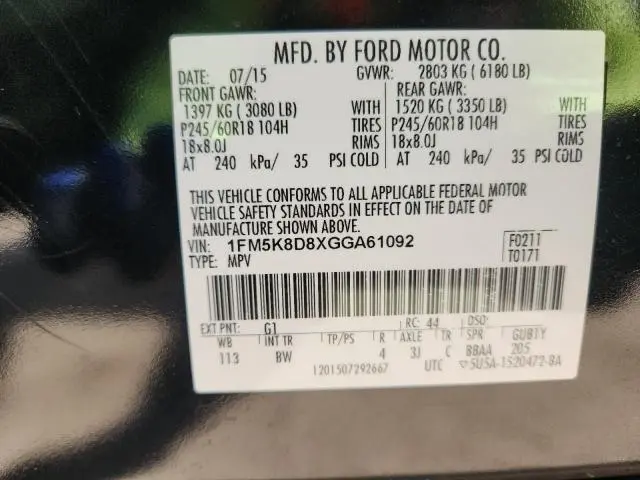 MFD. BY FORD MOTOR CO.
DATE: 07/15 GVWR: 2803 KG ( 6180 LB)
FRONT GAWR: REAR GAWR:
1397 KG ( 3080 LB) WITH 1520 KG ( 3350 LB) WITH
P245/60R18 104H TIRES P245/60R18 104H TIRES
18x8.0J RIMS 18x8.0J RIMS
AT 240 kPa/ 35 PSI COLD AT 240 kPa/ 35 PSI COLD
THIS VEHICLE CONFORMS TO ALL APPLICABLE FEDERAL MOTOR
VEHICLE SAFETY STANDARDS IN EFFECT ON THE DATE OF
MANUFACTURE SHOWN ABOVE.
VIN: 1FM5K8D8XGGA61092 F0211
TYPE: MPV T0171
EXT PNT: G1 RC: 44 DSO:
WB INT TR TP/PS R AXLE TR SPR GUBTY
113 BW 4 3J C BBAA 205
1201507292667 UTC ▽5U5A-1520472-BA